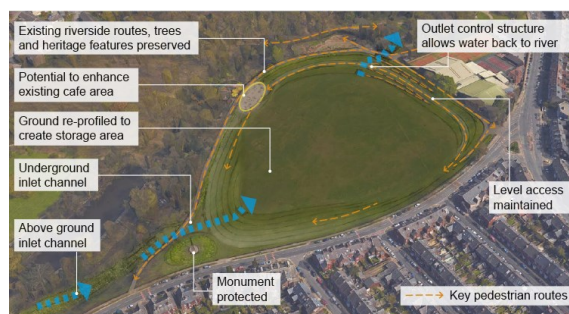 Existing riverside routes, trees
and heritage features preserved
Outlet control structure
allows water back to river
Potential to enhance
existing cafe area
Ground re-profiled to
create storage area
Underground
inlet channel
Level access
maintained
Above ground
inlet channel
Monument
protected
Key pedestrian routes